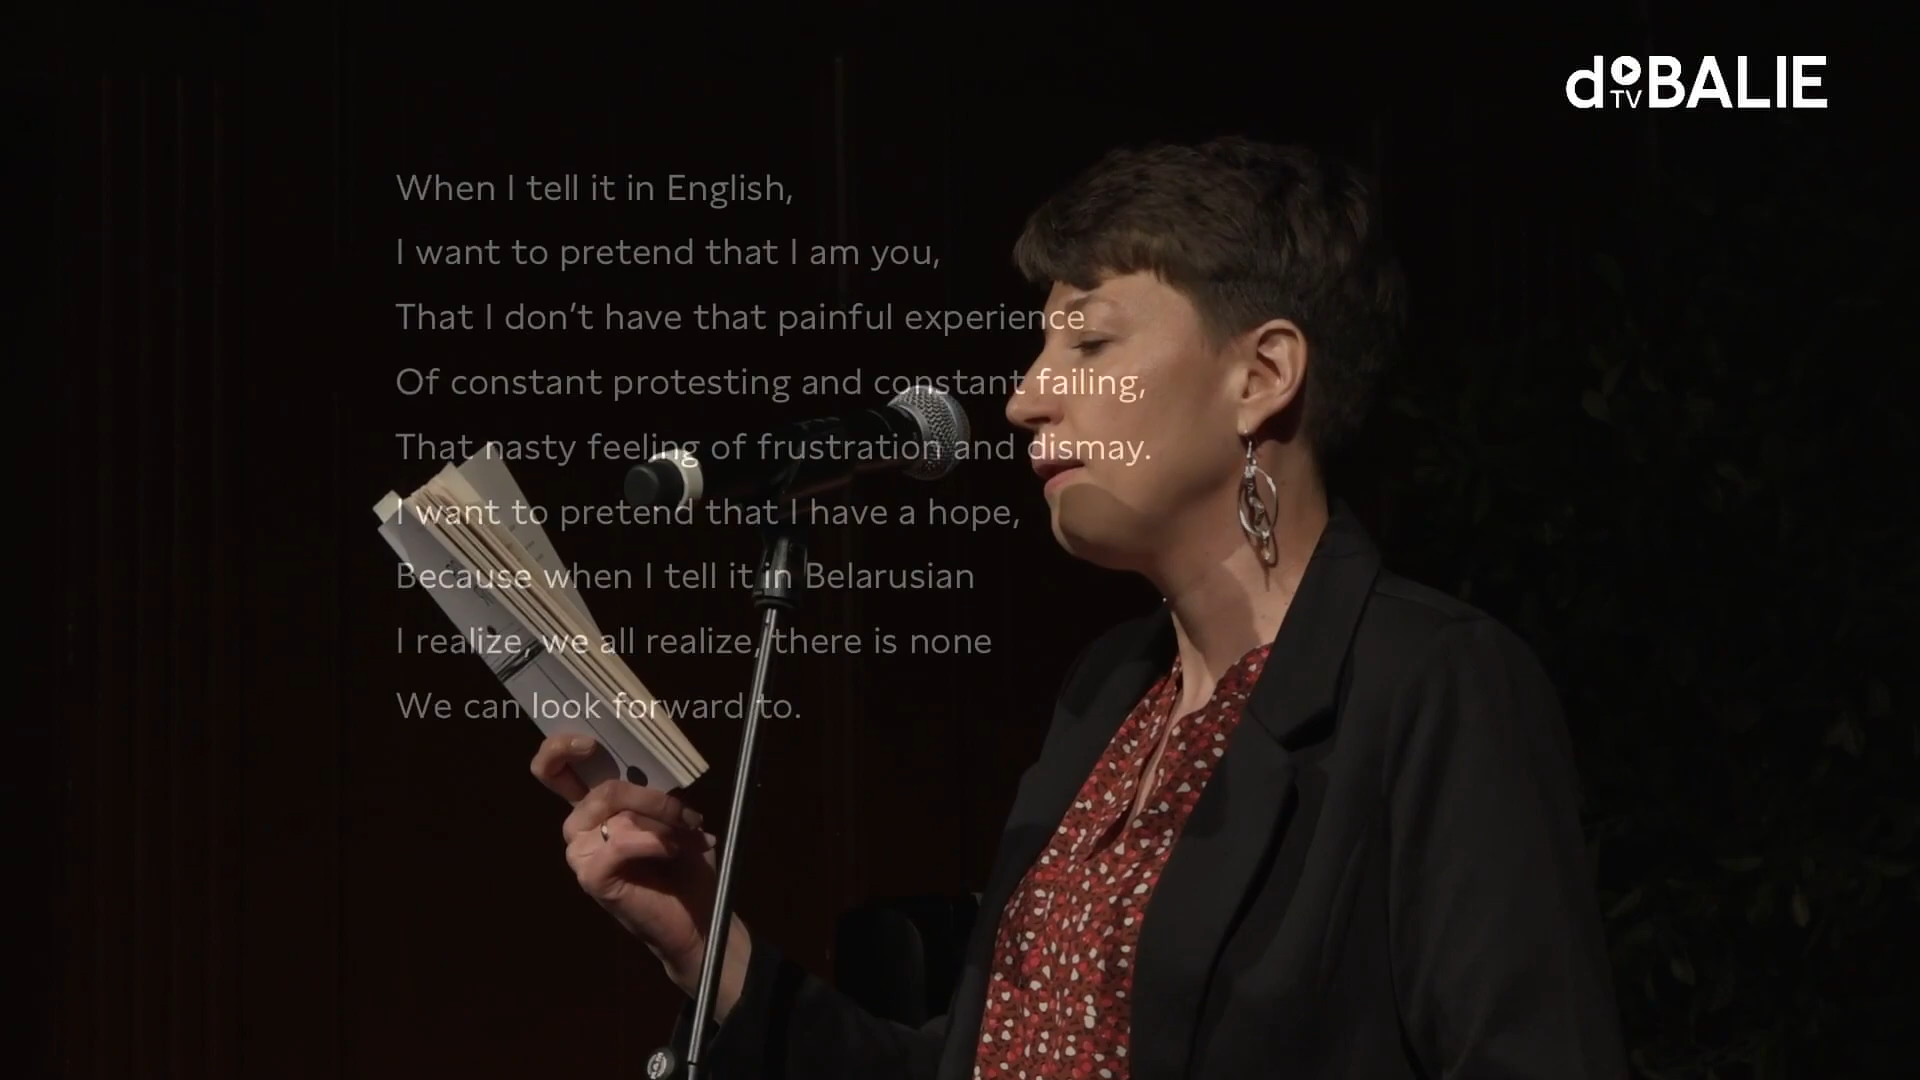 de BALIE
TV
When I tell it in English,
I want to pretend that I am you,
That I don’t have that painful experience
Of constant protesting and constant failing,
That nasty feeling of frustration and dismay.
I want to pretend that I have a hope,
Because when I tell it in Belarusian
I realize, we all realize, there is none
We can look forward to.